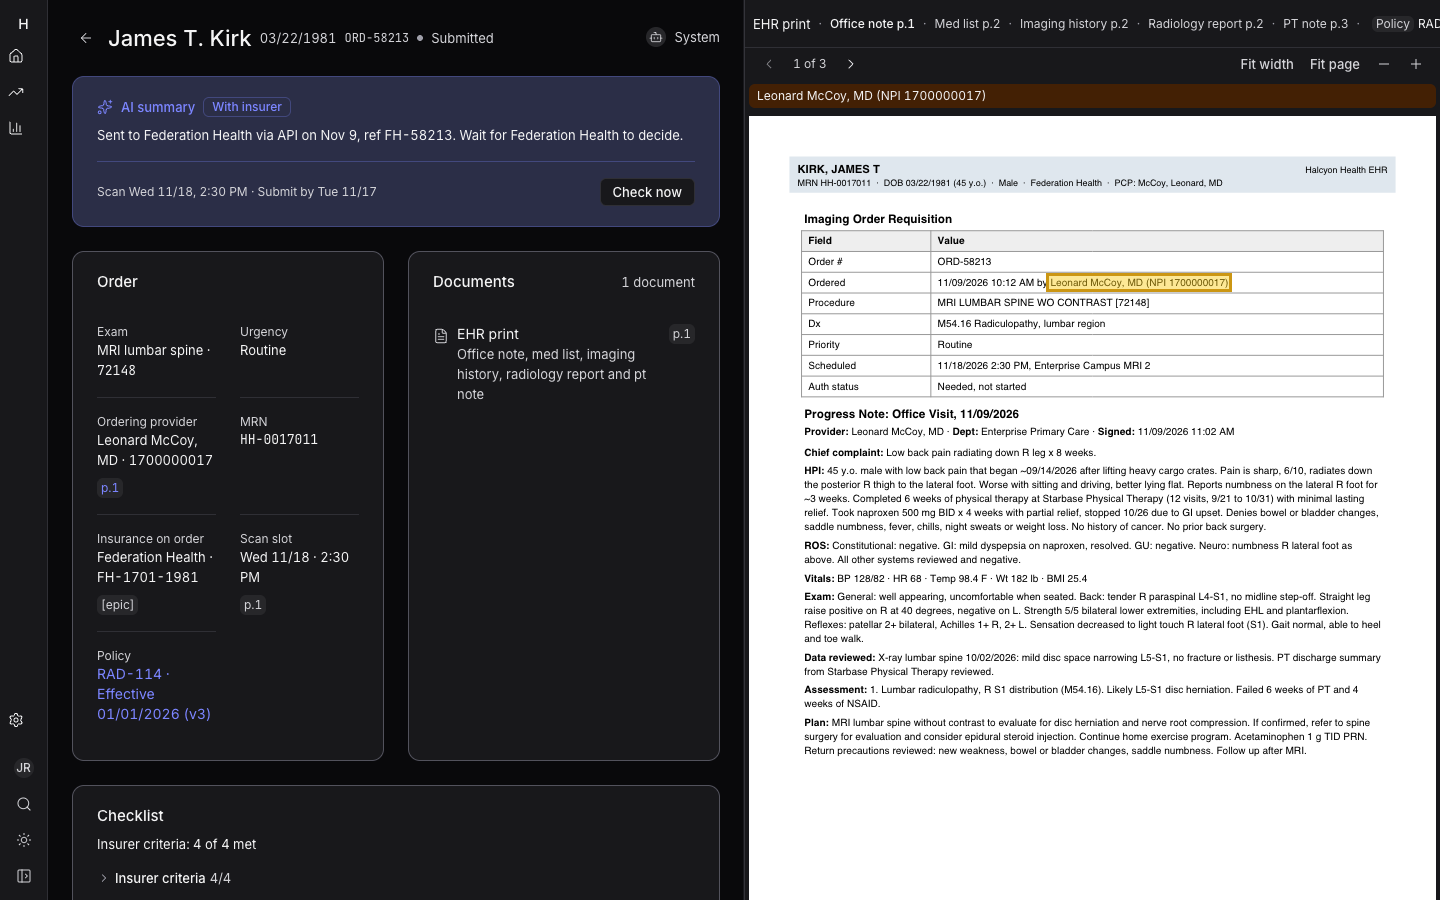 H
JR
James T. Kirk 03/22/1981 ORD-58213 Submitted
System
AI summary With insurer
Sent to Federation Health via API on Nov 9, ref FH-58213. Wait for Federation Health to decide.
Scan Wed 11/18, 2:30 PM · Submit by Tue 11/17
Check now
Order
Exam
MRI lumbar spine ·
72148
Urgency
Routine
Ordering provider
Leonard McCoy,
MD · 1700000017
p.1
MRN
HH-0017011
Insurance on order
Federation Health ·
FH-1701-1981
[epic]
Scan slot
Wed 11/18 · 2:30
PM
p.1
Policy
RAD-114 ·
Effective
01/01/2026 (v3)
Documents
1 document
EHR print
p.1
Office note, med list, imaging
history, radiology report and pt
note
Checklist
Insurer criteria: 4 of 4 met
Insurer criteria 4/4
EHR print · Office note p.1 · Med list p.2 · Imaging history p.2 · Radiology report p.2 · PT note p.3 · Policy RAD
1 of 3
Fit width
Fit page
Leonard McCoy, MD (NPI 1700000017)
KIRK, JAMES T
Halcyon Health EHR
MRN HH-0017011 · DOB 03/22/1981 (45 y.o.) · Male · Federation Health · PCP: McCoy, Leonard, MD
Imaging Order Requisition
Field Value
Order # ORD-58213
Ordered 11/09/2026 10:12 AM by Leonard McCoy, MD (NPI 1700000017)
Procedure MRI LUMBAR SPINE WO CONTRAST [72148]
Dx M54.16 Radiculopathy, lumbar region
Priority Routine
Scheduled 11/18/2026 2:30 PM, Enterprise Campus MRI 2
Auth status Needed, not started
Progress Note: Office Visit, 11/09/2026
Provider: Leonard McCoy, MD · Dept: Enterprise Primary Care · Signed: 11/09/2026 11:02 AM
Chief complaint: Low back pain radiating down R leg x 8 weeks.
HPI: 45 y.o. male with low back pain that began ~09/14/2026 after lifting heavy cargo crates. Pain is sharp, 6/10, radiates down
the posterior R thigh to the lateral foot. Worse with sitting and driving, better lying flat. Reports numbness on the lateral R foot for
~3 weeks. Completed 6 weeks of physical therapy at Starbase Physical Therapy (12 visits, 9/21 to 10/31) with minimal lasting
relief. Took naproxen 500 mg BID x 4 weeks with partial relief, stopped 10/26 due to GI upset. Denies bowel or bladder changes,
saddle numbness, fever, chills, night sweats or weight loss. No history of cancer. No prior back surgery.
ROS: Constitutional: negative. GI: mild dyspepsia on naproxen, resolved. GU: negative. Neuro: numbness R lateral foot as
above. All other systems reviewed and negative.
Vitals: BP 128/82 · HR 68 · Temp 98.4 F · Wt 182 lb · BMI 25.4
Exam: General: well appearing, uncomfortable when seated. Back: tender R paraspinal L4-S1, no midline step-off. Straight leg
raise positive on R at 40 degrees, negative on L. Strength 5/5 bilateral lower extremities, including EHL and plantarflexion.
Reflexes: patellar 2+ bilateral, Achilles 1+ R, 2+ L. Sensation decreased to light touch R lateral foot (S1). Gait normal, able to heel
and toe walk.
Data reviewed: X-ray lumbar spine 10/02/2026: mild disc space narrowing L5-S1, no fracture or listhesis. PT discharge summary
from Starbase Physical Therapy reviewed.
Assessment: 1. Lumbar radiculopathy, R S1 distribution (M54.16). Likely L5-S1 disc herniation. Failed 6 weeks of PT and 4
weeks of NSAID.
Plan: MRI lumbar spine without contrast to evaluate for disc herniation and nerve root compression. If confirmed, refer to spine
surgery for evaluation and consider epidural steroid injection. Continue home exercise program. Acetaminophen 1 g TID PRN.
Return precautions reviewed: new weakness, bowel or bladder changes, saddle numbness. Follow up after MRI.